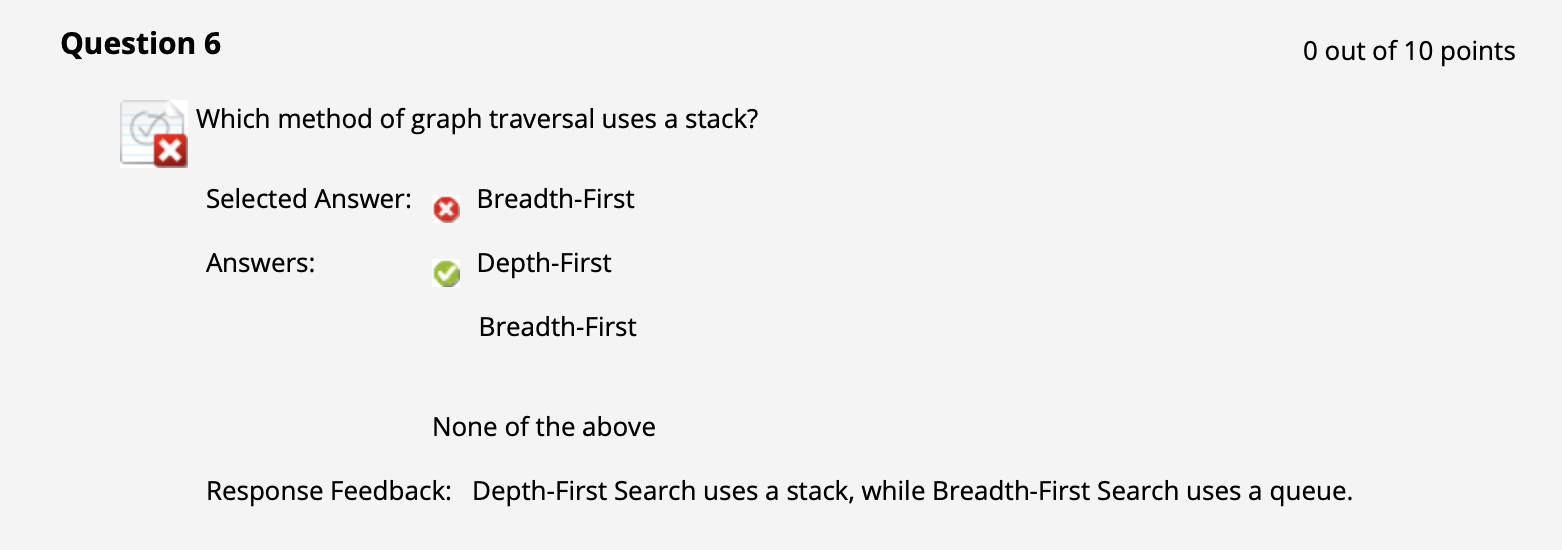 Question 6
0 out of 10 points
Which method of graph traversal uses a stack?
Selected Answer: Breadth-First
Answers: Depth-First
Breadth-First
None of the above
Response Feedback: Depth-First Search uses a stack, while Breadth-First Search uses a queue.